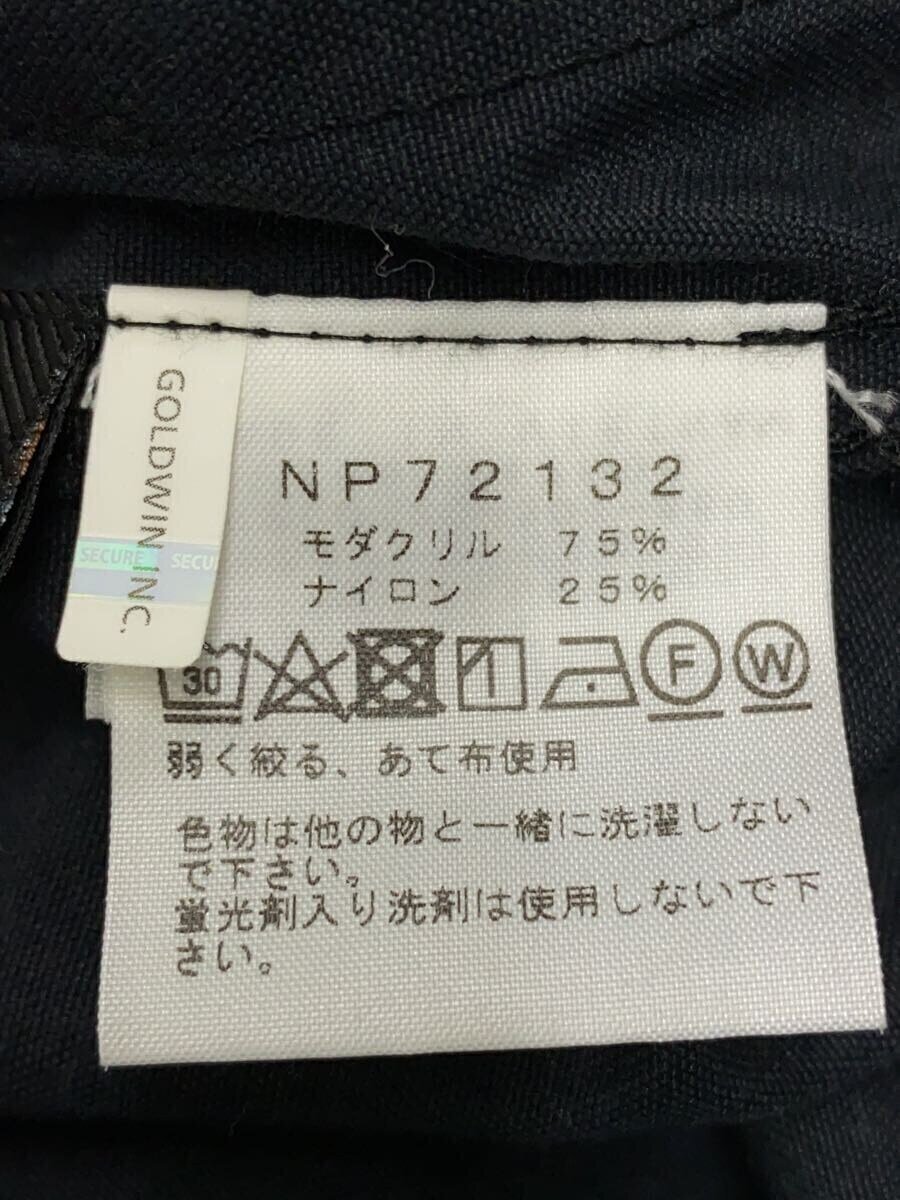 GOLDWIN INC.
SECURE SECU
NP72132
モダクリル 75%
ナイロン 25%
30 F W
弱く絞る、あて布使用
色物は他の物と一緒に洗濯しない
で下さい。
蛍光剤入り洗剤は使用しないで下
さい。